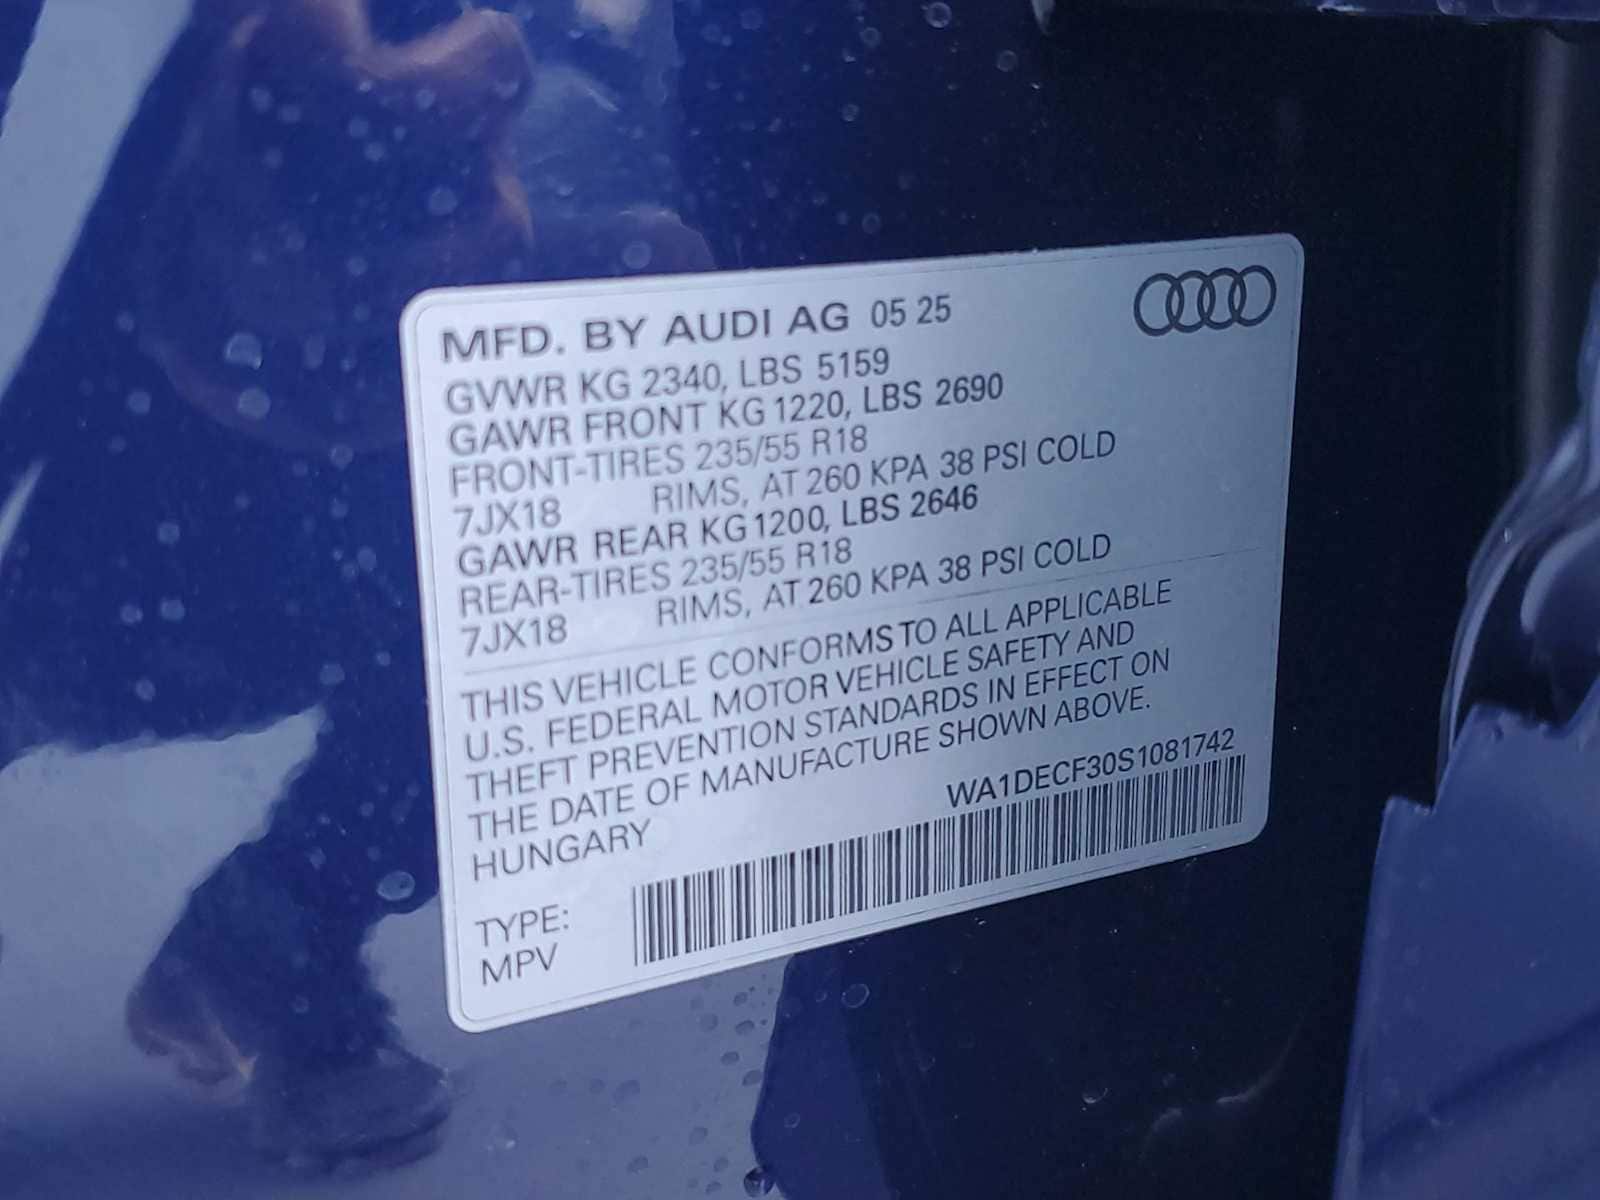 MFD. BY AUDI AG 05 25
GVWR KG 2340, LBS 5159
GAWR FRONT KG 1220, LBS 2690
FRONT-TIRES 235/55 R18
7JX18 RIMS, AT 260 KPA 38 PSI COLD
GAWR REAR KG 1200, LBS 2646
REAR-TIRES 235/55 R18
7JX18 RIMS, AT 260 KPA 38 PSI COLD
THIS VEHICLE CONFORMS TO ALL APPLICABLE
U.S. FEDERAL MOTOR VEHICLE SAFETY AND
THEFT PREVENTION STANDARDS IN EFFECT ON
THE DATE OF MANUFACTURE SHOWN ABOVE.
HUNGARY
WA1DECF30S1081742
TYPE:
MPV